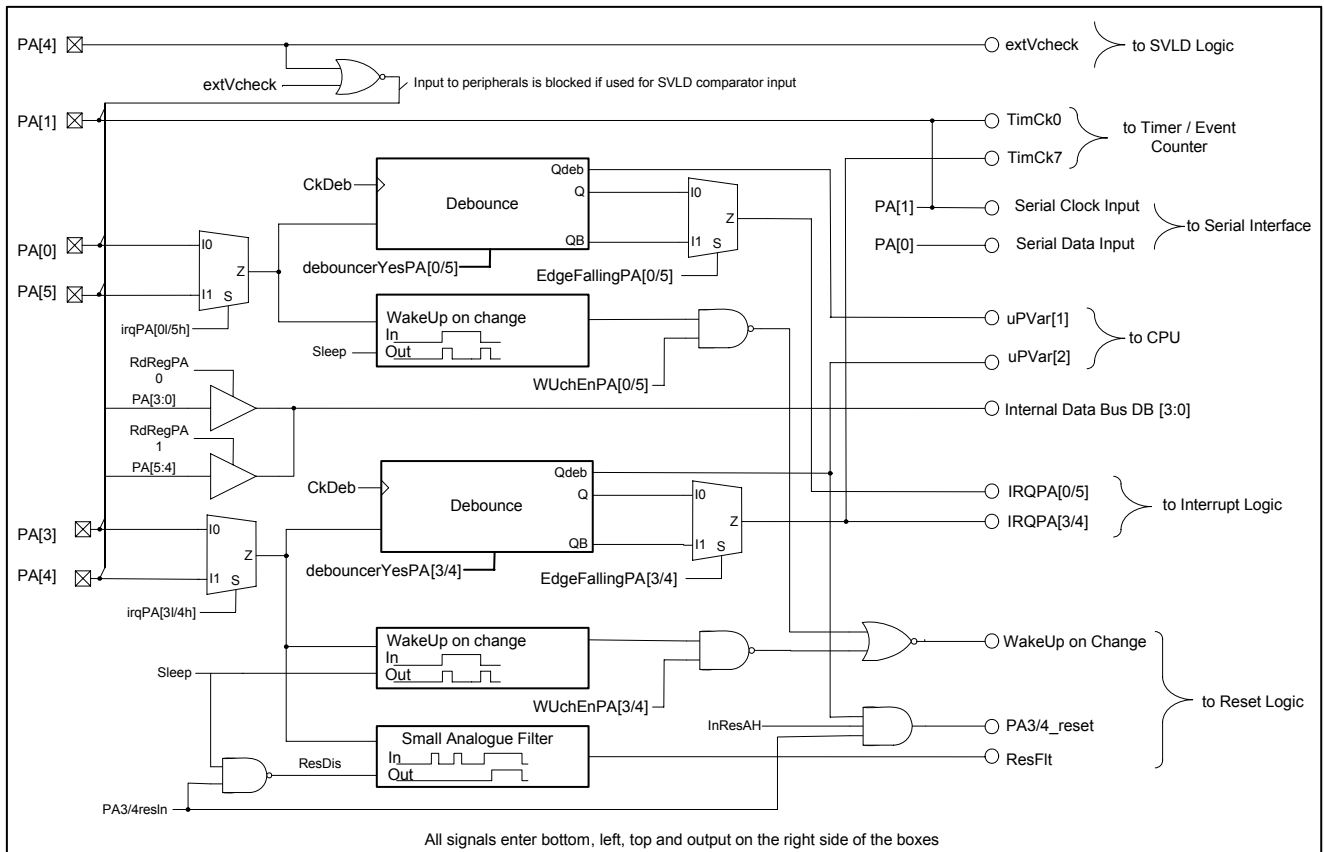 PA[4]
extVcheck
to SVLD Logic
extVcheck
Input to peripherals is blocked if used for SVLD comparator input
PA[1]
TimCk0
to Timer / Event
Counter
TimCk7
CkDeb
Debounce
Qdeb
Q
QB
I0
I1
S
Z
PA[1]
Serial Clock Input
to Serial Interface
PA[0]
Serial Data Input
PA[0]
PA[5]
I0
I1
S
Z
irqPA[0l/5h]
debouncerYesPA[0/5]
EdgeFallingPA[0/5]
WakeUp on change
In
Out
Sleep
WUchEnPA[0/5]
uPVar[1]
to CPU
uPVar[2]
RdRegPA
0
PA[3:0]
Internal Data Bus DB [3:0]
RdRegPA
1
PA[5:4]
CkDeb
Debounce
Qdeb
Q
QB
I0
I1
S
Z
IRQPA[0/5]
to Interrupt Logic
IRQPA[3/4]
PA[3]
PA[4]
I0
I1
S
Z
irqPA[3l/4h]
debouncerYesPA[3/4]
EdgeFallingPA[3/4]
WakeUp on change
In
Out
Sleep
WUchEnPA[3/4]
WakeUp on Change
to Reset Logic
InResAH
PA3/4_reset
Small Analogue Filter
In
Out
ResDis
ResFlt
PA3/4resIn
All signals enter bottom, left, top and output on the right side of the boxes